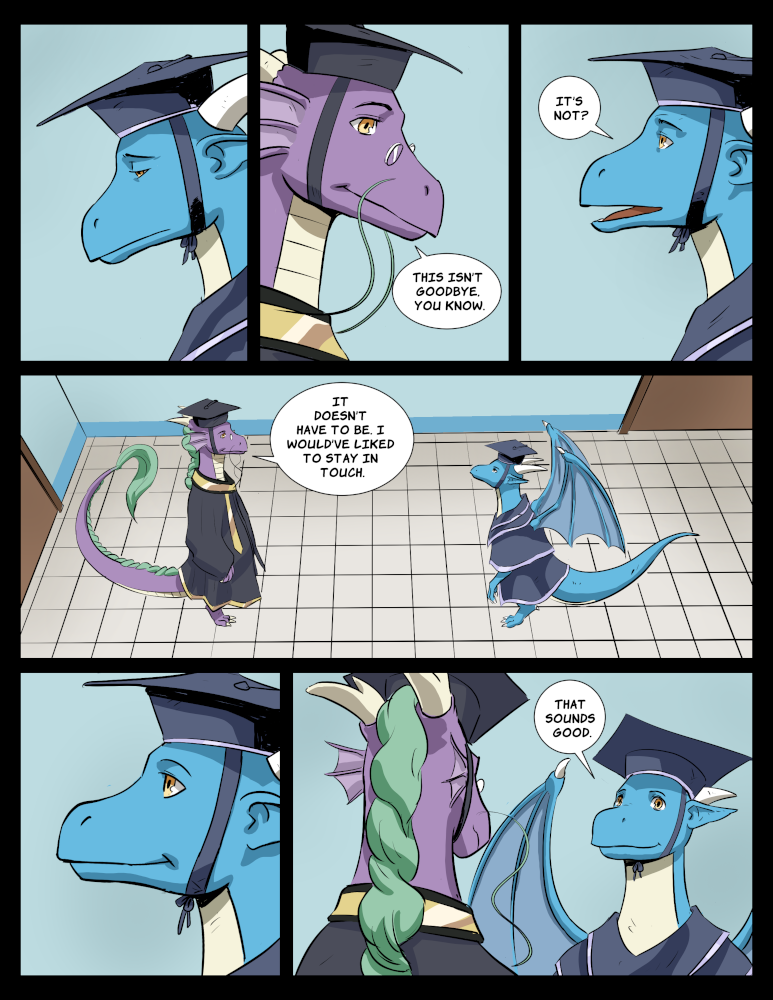 THIS ISN'T
GOODBYE,
YOU KNOW.
IT'S
NOT?
IT
DOESN'T
HAVE TO BE. I
WOULD'VE LIKED
TO STAY IN
TOUCH.
THAT
SOUNDS
GOOD.